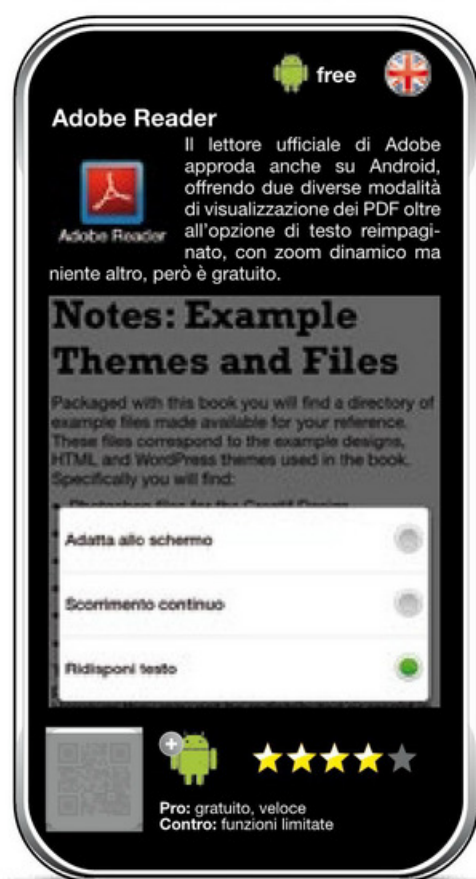 free
Adobe Reader
Il lettore ufficiale di Adobe
approda anche su Android,
offrendo due diverse modalità
di visualizzazione dei PDF oltre
all'opzione di testo reimpagi-
nato, con zoom dinamico ma
niente altro, però è gratuito.
Adobe Reader
Notes: Example
Themes and Files
Packaged with this book you will find a directory of
example files made available for your reference.
These files correspond to the example designs,
HTML and WordPress themes used in the book.
Specifically you will find:
Adatta allo schermo
Scorrimento continuo
Ridisponi testo
Pro: gratuito, veloce
Contro: funzioni limitate